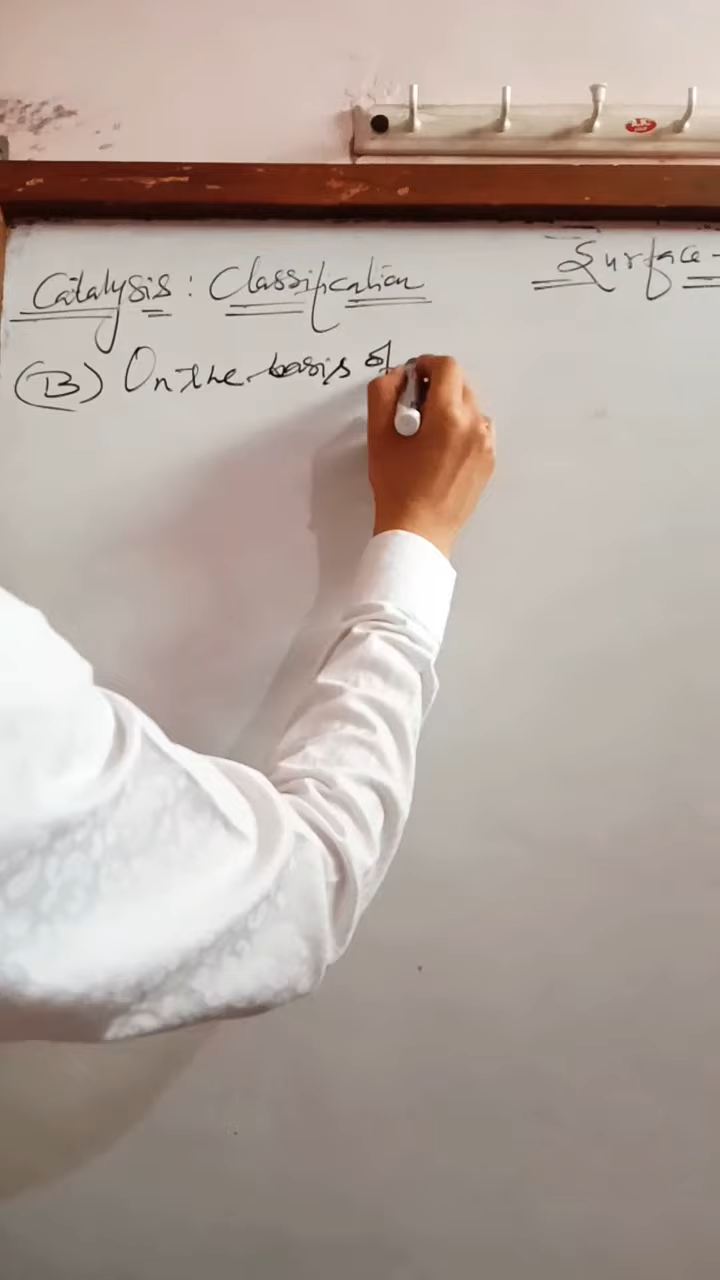 Catalysis : Classification
Surface-
(B) On the basis of